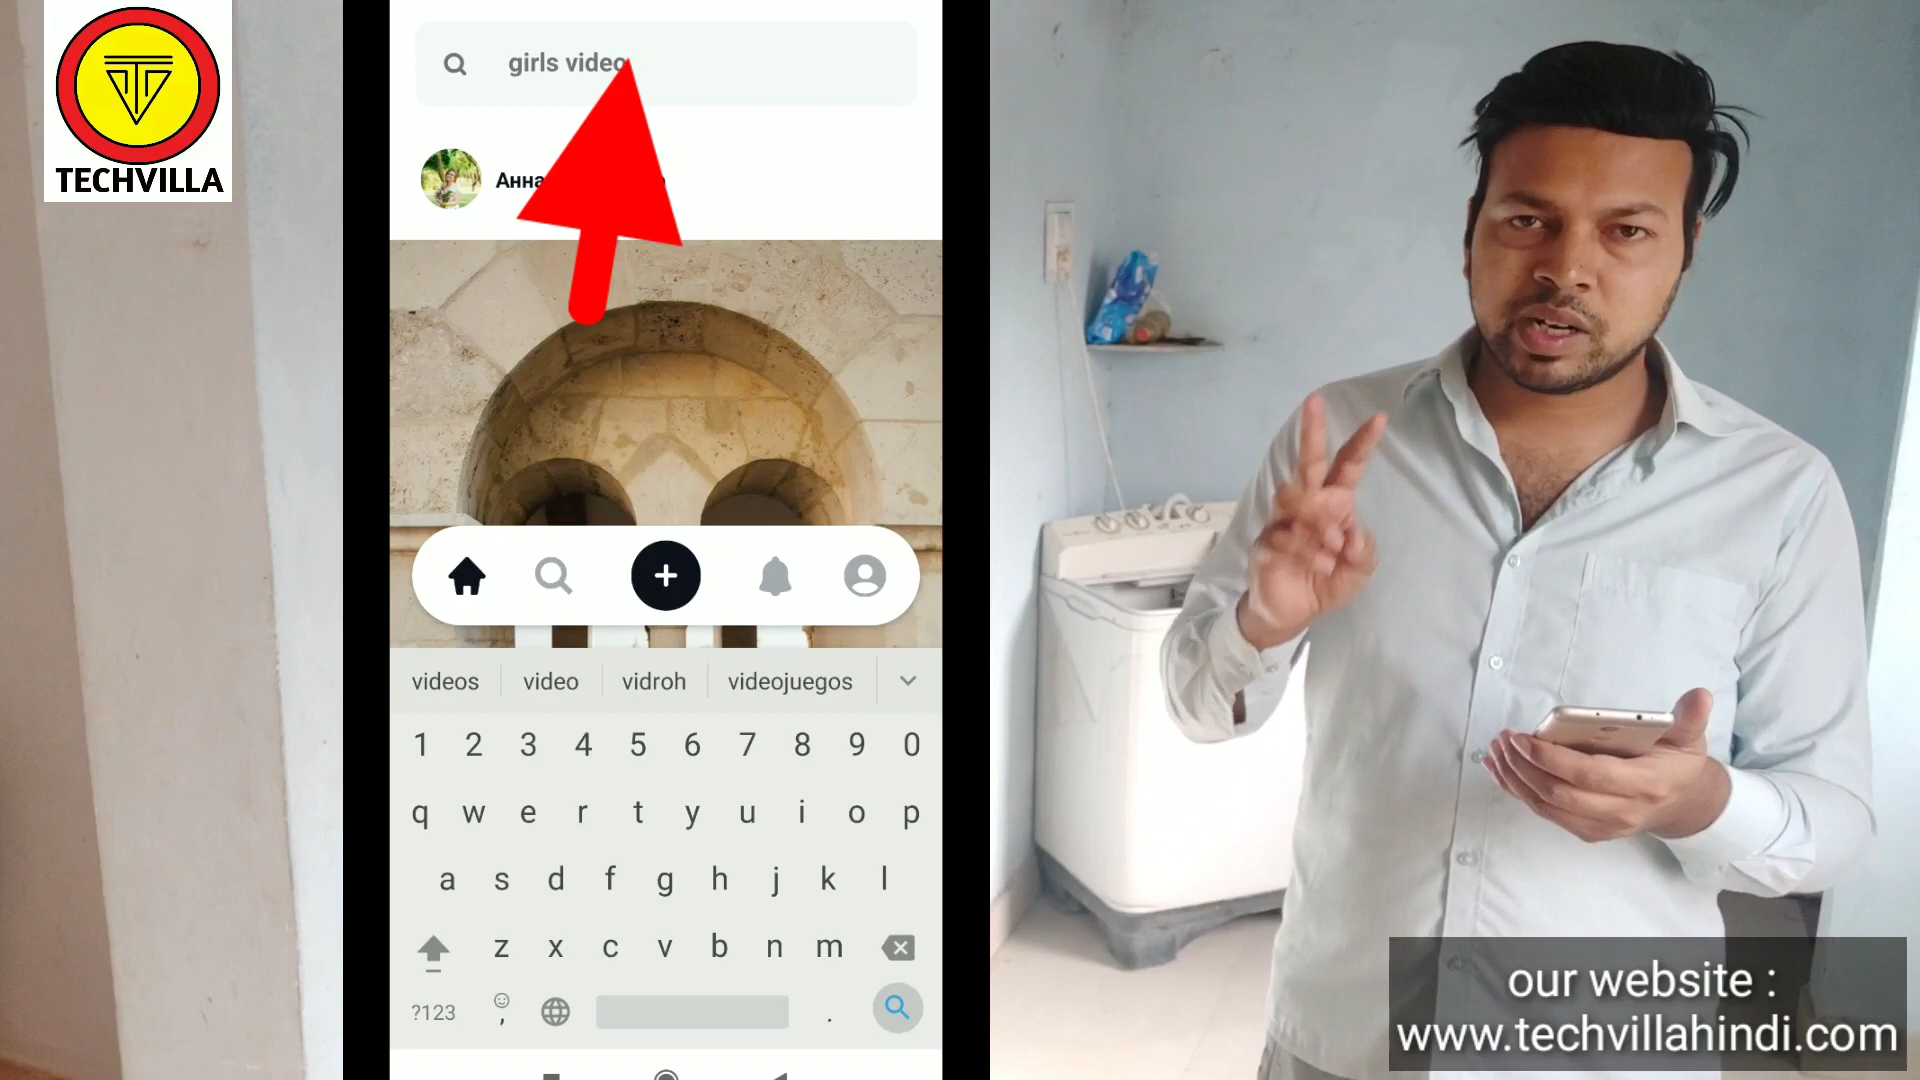 TECHVILLA
girls video
videos video vidroh videojuegos
1 2 3 4 5 6 7 8 9 0
q w e r t y u i o p
a s d f g h j k l
z x c v b n m
?123 , .
our website :
www.techvillahindi.com